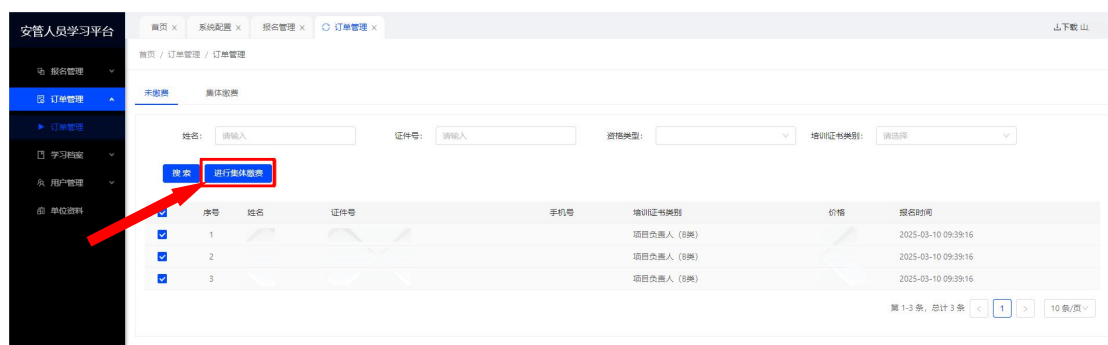 安管人员学习平台
首页 × 系统配置 × 报名管理 × 订单管理 ×
下载
首页 / 订单管理 / 订单管理
报名管理
订单管理
订单管理
学习档案
用户管理
单位资料
未缴费 集体缴费
姓名: 请输入 证件号: 请输入 资格类型: 培训证书类别: 请选择
搜 索 进行集体缴费
序号 姓名 证件号 手机号 培训证书类别 价格 报名时间
1 项目负责人（B类） 2025-03-10 09:39:16
2 项目负责人（B类） 2025-03-10 09:39:16
3 项目负责人（B类） 2025-03-10 09:39:16
第 1-3 条，总计 3 条 < 1 > 10 条/页